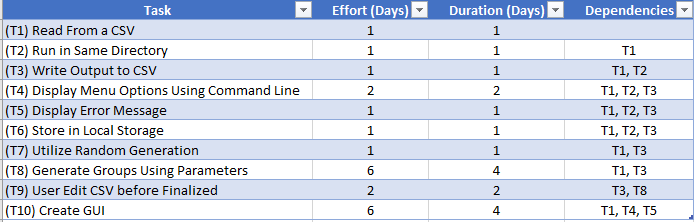 Task Effort (Days) Duration (Days) Dependencies
(T1) Read From a CSV 1 1
(T2) Run in Same Directory 1 1 T1
(T3) Write Output to CSV 1 1 T1, T2
(T4) Display Menu Options Using Command Line 2 2 T1, T2, T3
(T5) Display Error Message 1 1 T1, T2, T3
(T6) Store in Local Storage 1 1 T1, T2, T3
(T7) Utilize Random Generation 1 1 T1, T3
(T8) Generate Groups Using Parameters 6 4 T1, T3
(T9) User Edit CSV before Finalized 2 2 T3, T8
(T10) Create GUI 6 4 T1, T4, T5